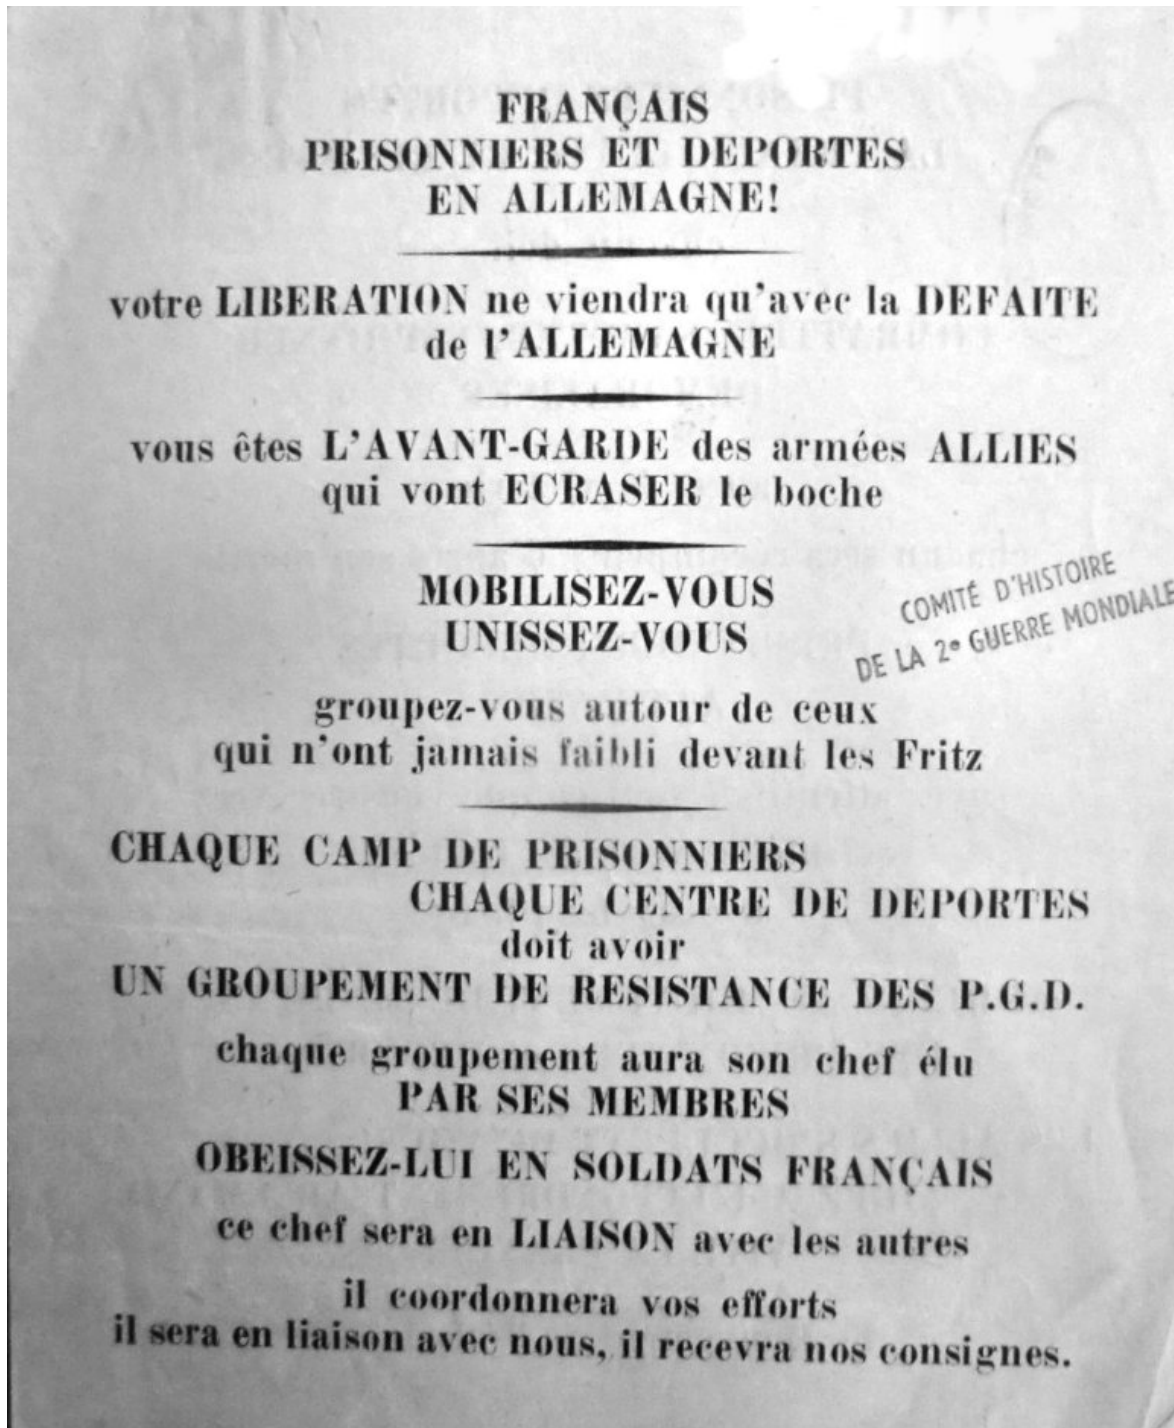 FRANÇAIS
PRISONNIERS ET DEPORTES
EN ALLEMAGNE!
votre LIBERATION ne viendra qu'avec la DEFAITE
de l'ALLEMAGNE
vous êtes L'AVANT-GARDE des armées ALLIES
qui vont ECRASER le boche
MOBILISEZ-VOUS
UNISSEZ-VOUS
COMITÉ D'HISTOIRE
DE LA 2e GUERRE MONDIALE
groupez-vous autour de ceux
qui n'ont jamais faibli devant les Fritz
CHAQUE CAMP DE PRISONNIERS
CHAQUE CENTRE DE DEPORTES
doit avoir
UN GROUPEMENT DE RESISTANCE DES P.G.D.
chaque groupement aura son chef élu
PAR SES MEMBRES
OBEISSEZ-LUI EN SOLDATS FRANÇAIS
ce chef sera en LIAISON avec les autres
il coordonnera vos efforts
il sera en liaison avec nous, il recevra nos consignes.